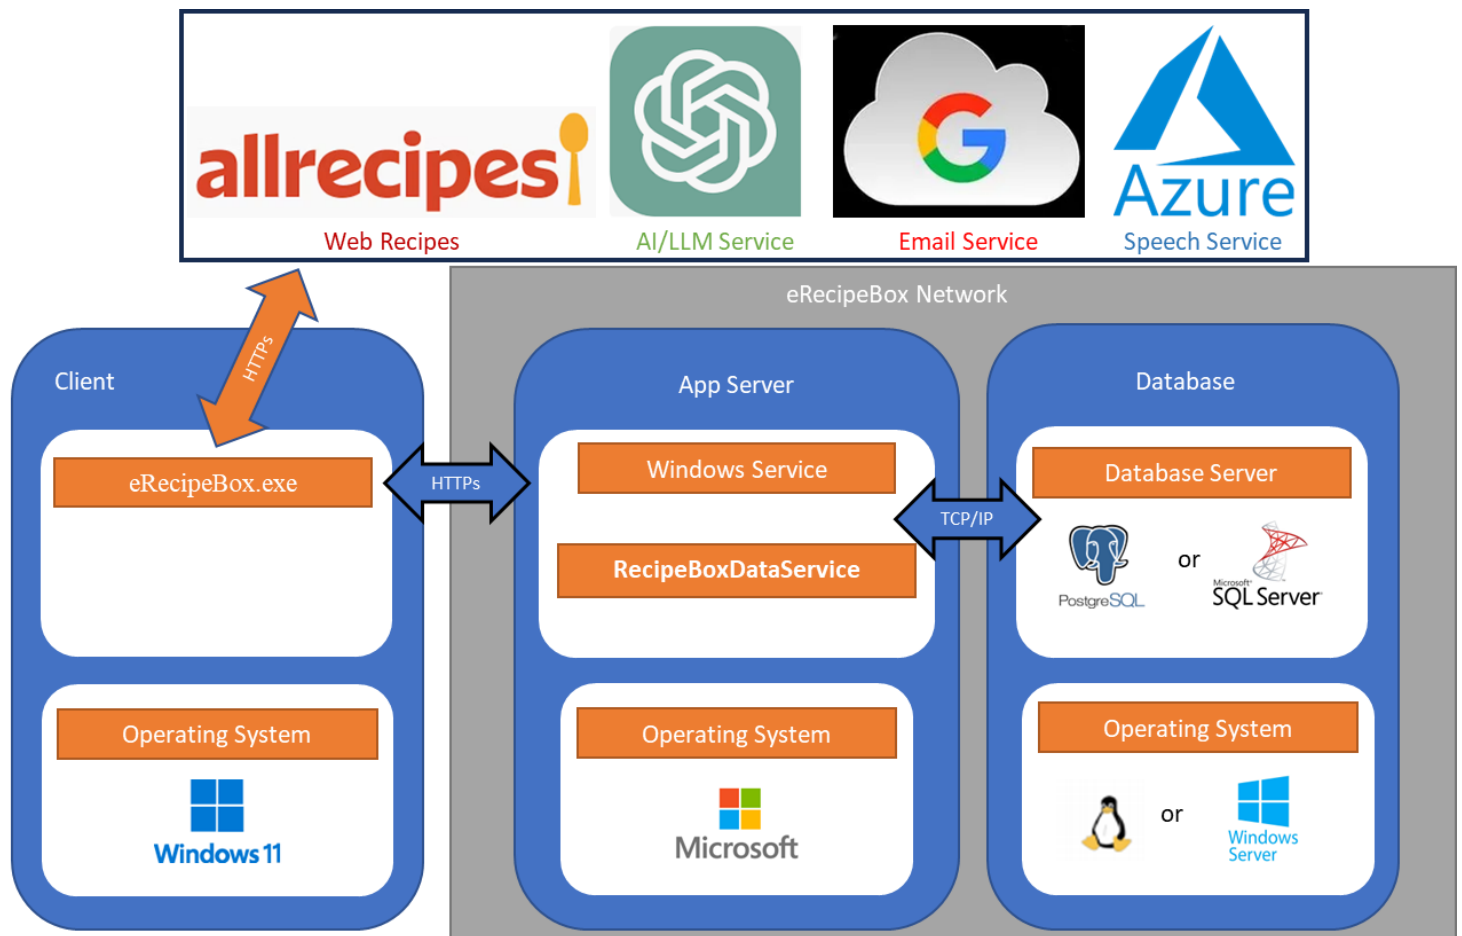 allrecipes
G
Azure
Web Recipes
AI/LLM Service
Email Service
Speech Service
eRecipeBox Network
HTTPs
Client
App Server
Database
eRecipeBox.exe
HTTPs
Windows Service
TCP/IP
Database Server
RecipeBoxDataService
PostgreSQL
or
Microsoft
SQL Server
Operating System
Operating System
Operating System
Windows 11
Microsoft
or
Windows
Server